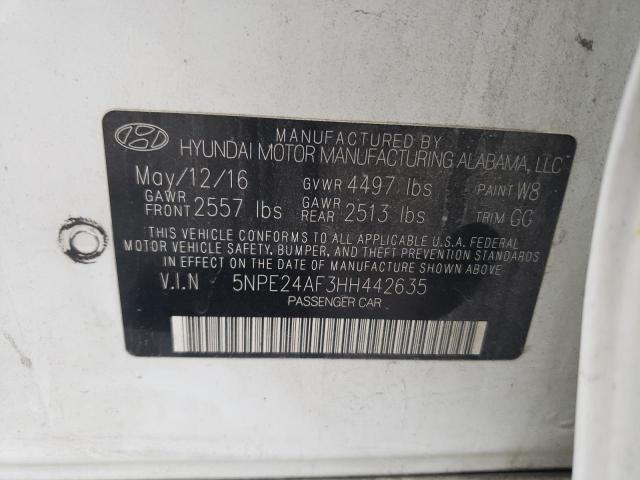 MANUFACTURED BY
HYUNDAI MOTOR MANUFACTURING ALABAMA, LLC
May/12/16 GVWR 4497 lbs PAINT W8
GAWR FRONT 2557 lbs GAWR REAR 2513 lbs TRIM GG
THIS VEHICLE CONFORMS TO ALL APPLICABLE U.S.A. FEDERAL
MOTOR VEHICLE SAFETY, BUMPER, AND THEFT PREVENTION STANDARDS
IN EFFECT ON THE DATE OF MANUFACTURE SHOWN ABOVE.
V.I.N 5NPE24AF3HH442635
PASSENGER CAR